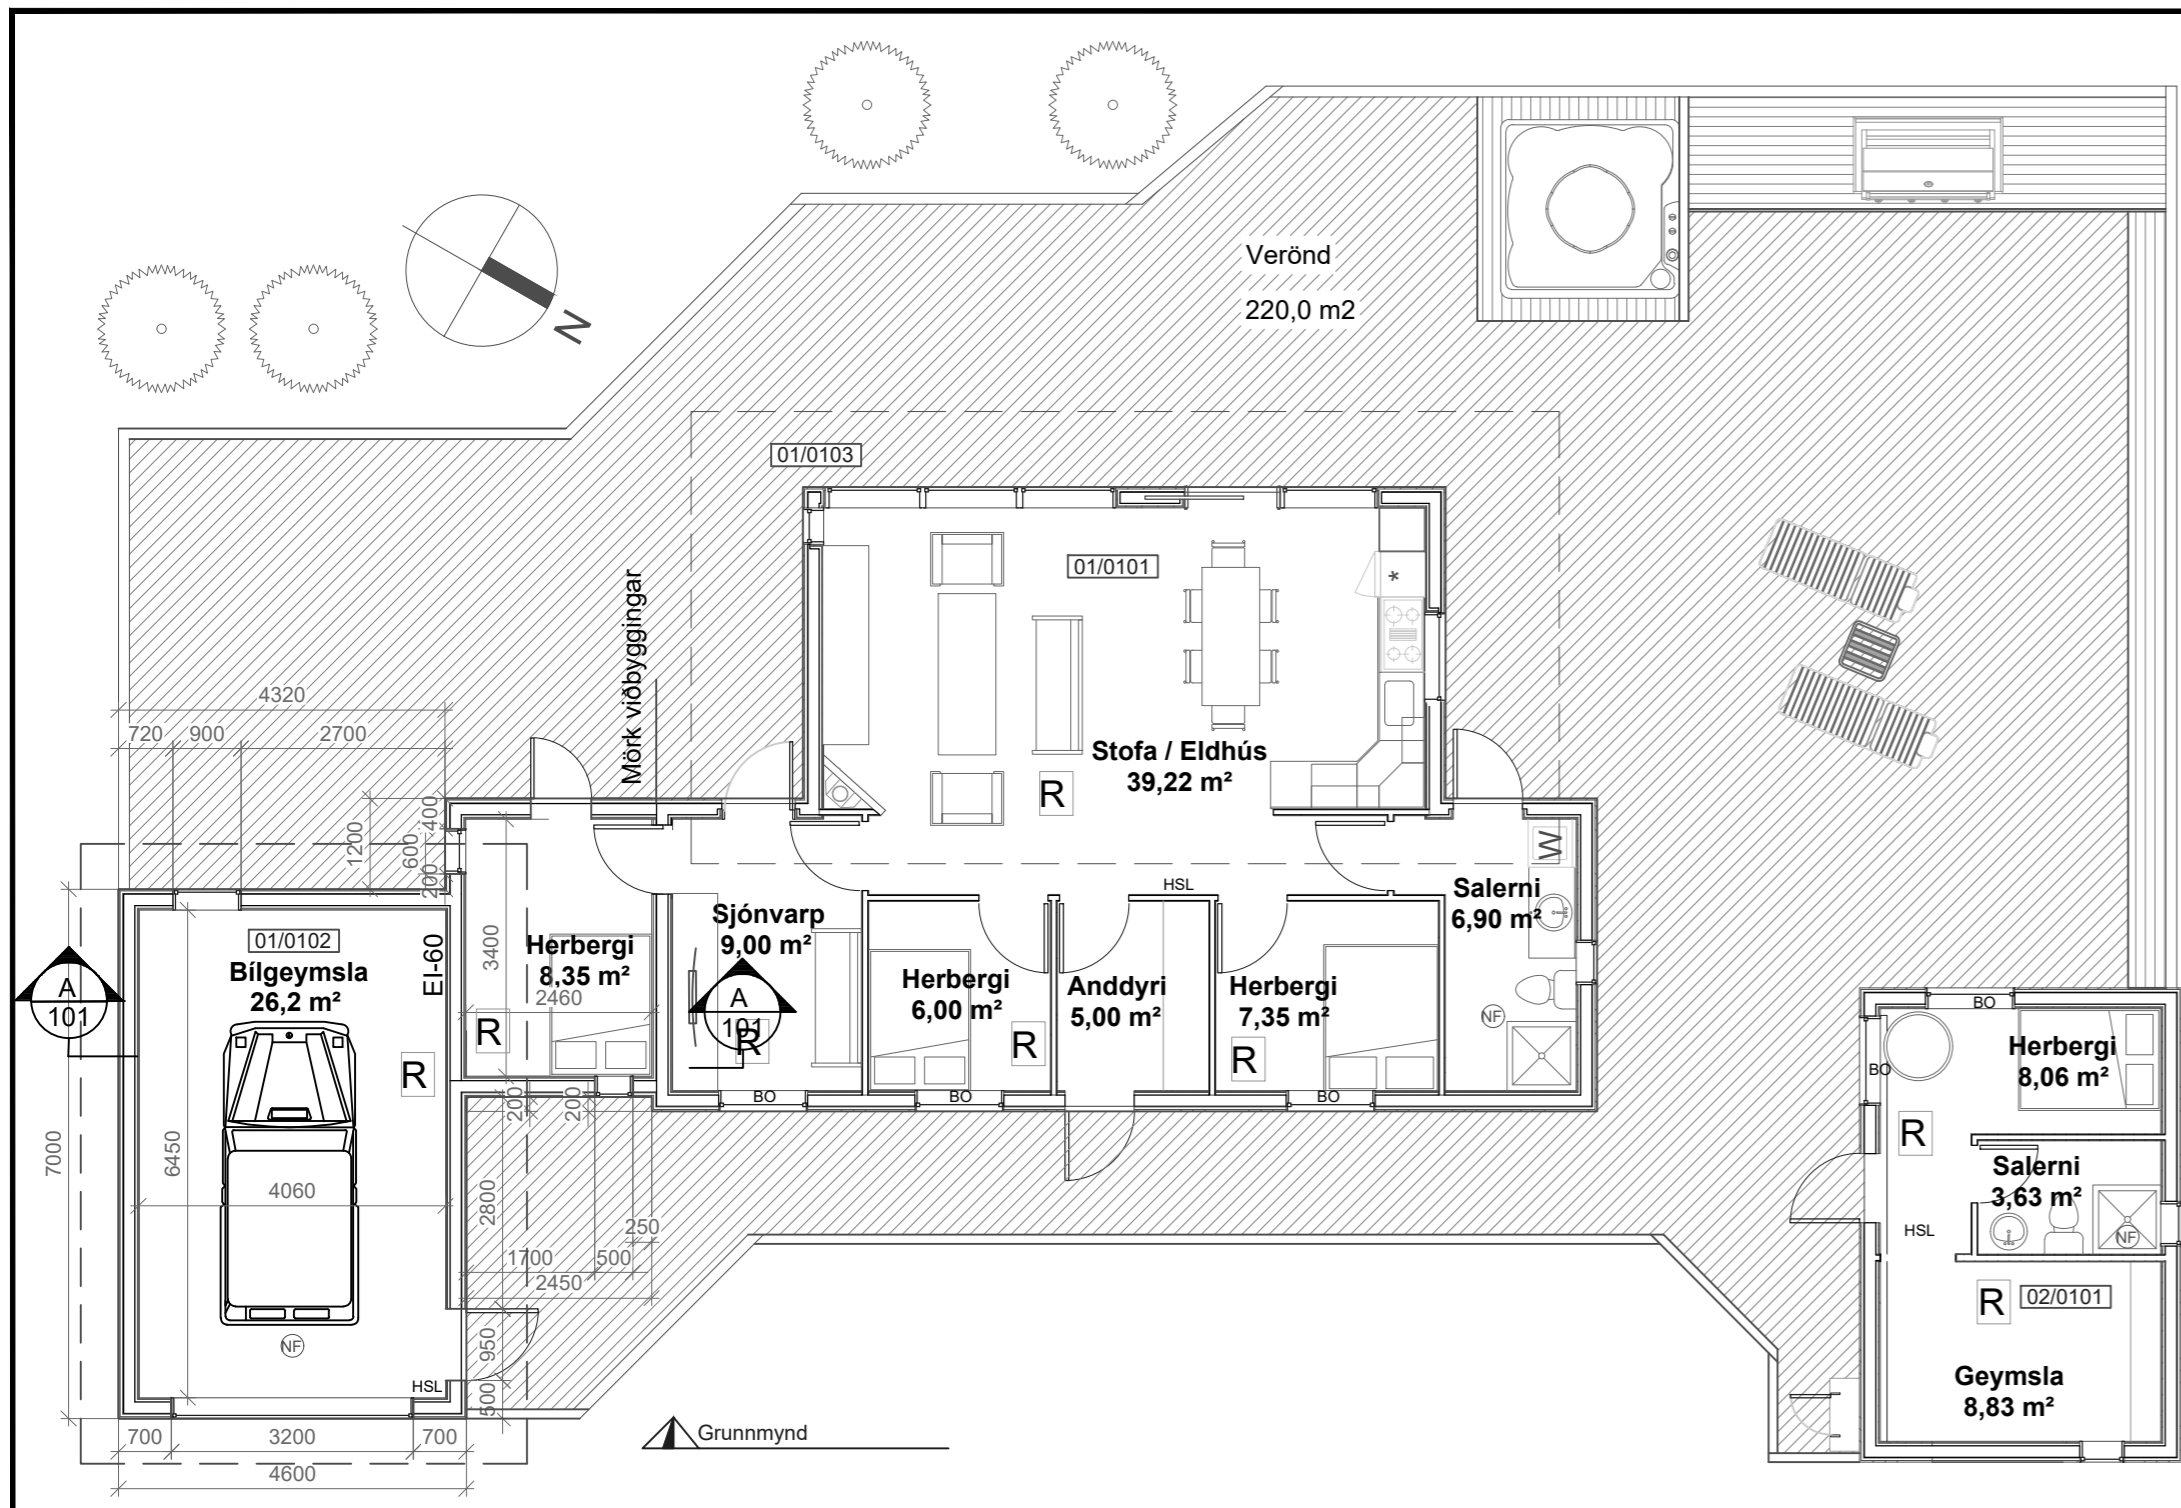 Verönd
220,0 m2
N
01/0103
01/0101
*
Mörk viðbyggingar
4320
720
900
2700
Stofa / Eldhús
39,22 m²
R
1200
600
400
200
W
HSL
Salerni
6,90 m²
NF
01/0102
Bílgeymsla
26,2 m²
EI-60
A
101
R
3400
Herbergi
8,35 m²
2460
R
Sjónvarp
9,00 m²
A
101
R
Herbergi
6,00 m²
R
Anddyri
5,00 m²
Herbergi
7,35 m²
R
BO
BO
BO
200
200
7000
6450
4060
2800
250
1700
500
2450
950
500
NF
HSL
700
3200
700
4600
Grunnmynd
BO
BO
Herbergi
8,06 m²
R
Salerni
3,63 m²
HSL
NF
R
02/0101
Geymsla
8,83 m²